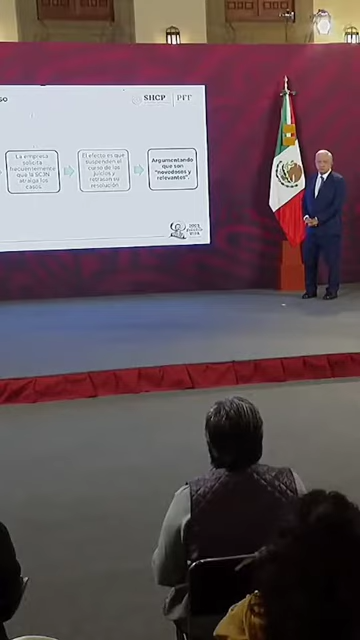 SHCP PFF
La empresa
solicita
frecuentemente
que la SCJN
atraiga los
casos.
El efecto es que
suspenden el
curso de los
juicios y
retrasan su
resolución
Argumentando
que son
"novedosos y
relevantes".